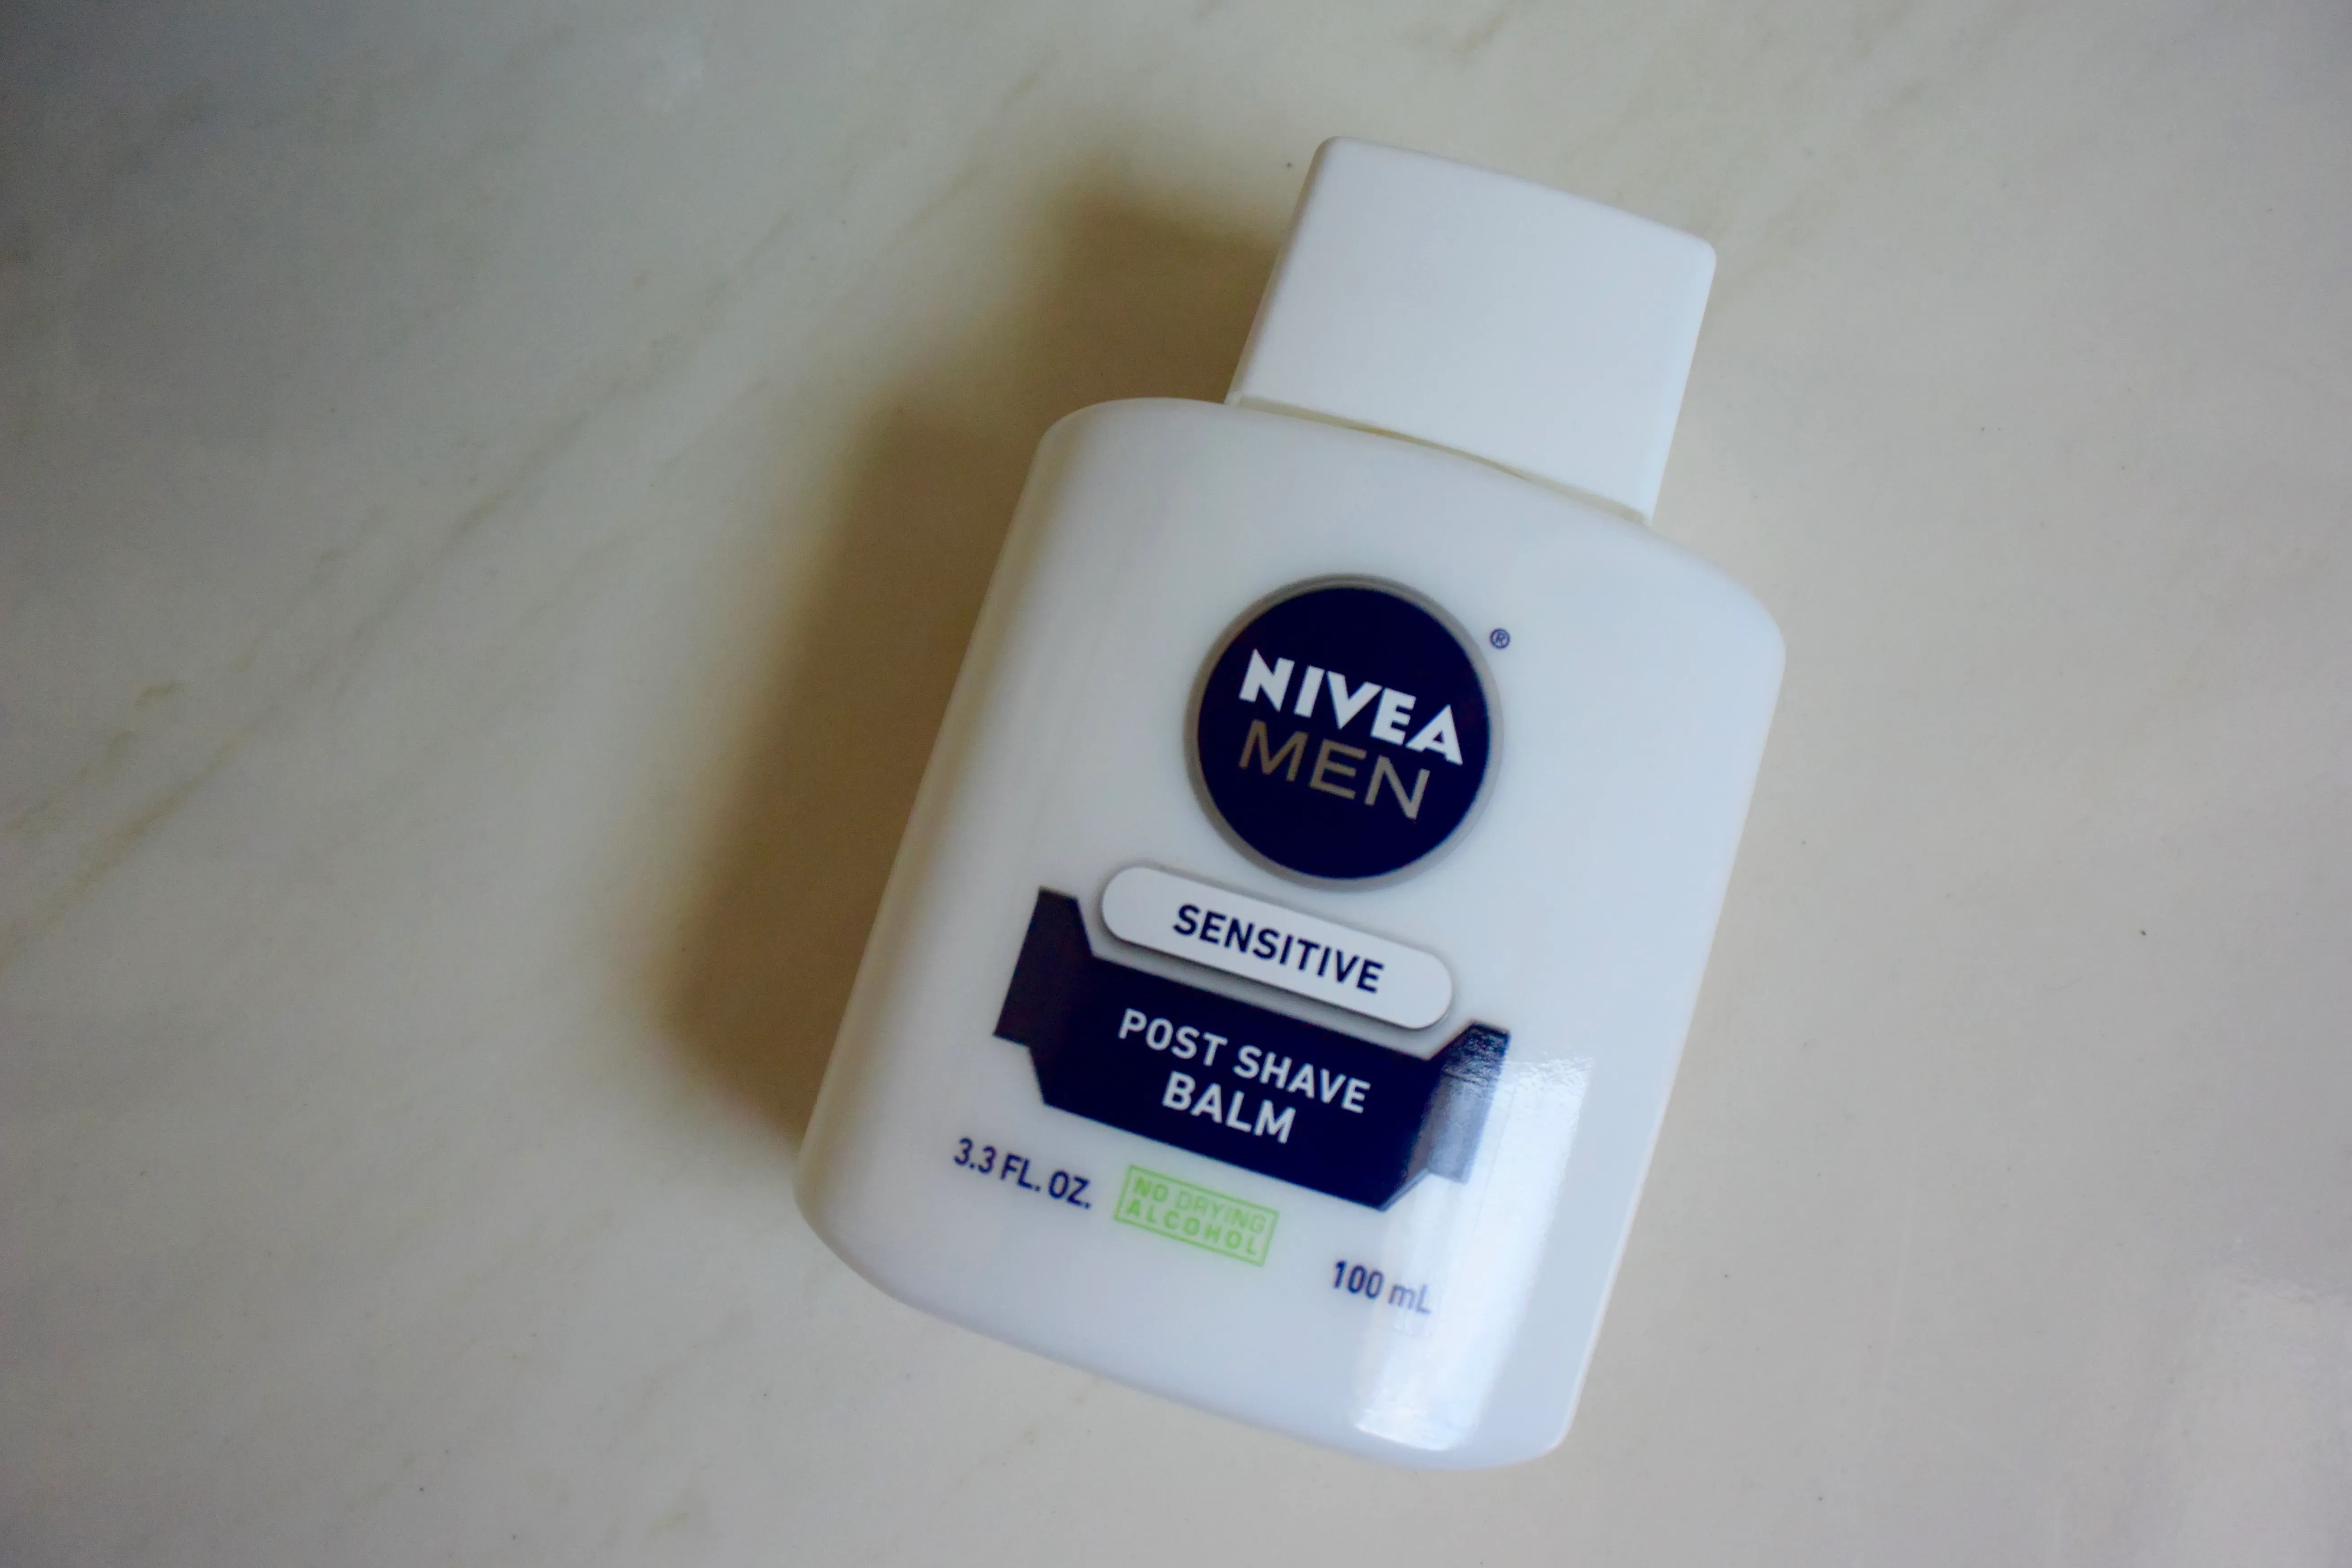 NIVEA
MEN
®
SENSITIVE
POST SHAVE
BALM
3.3 FL. OZ.
NO DRYING
ALCOHOL
100 mL